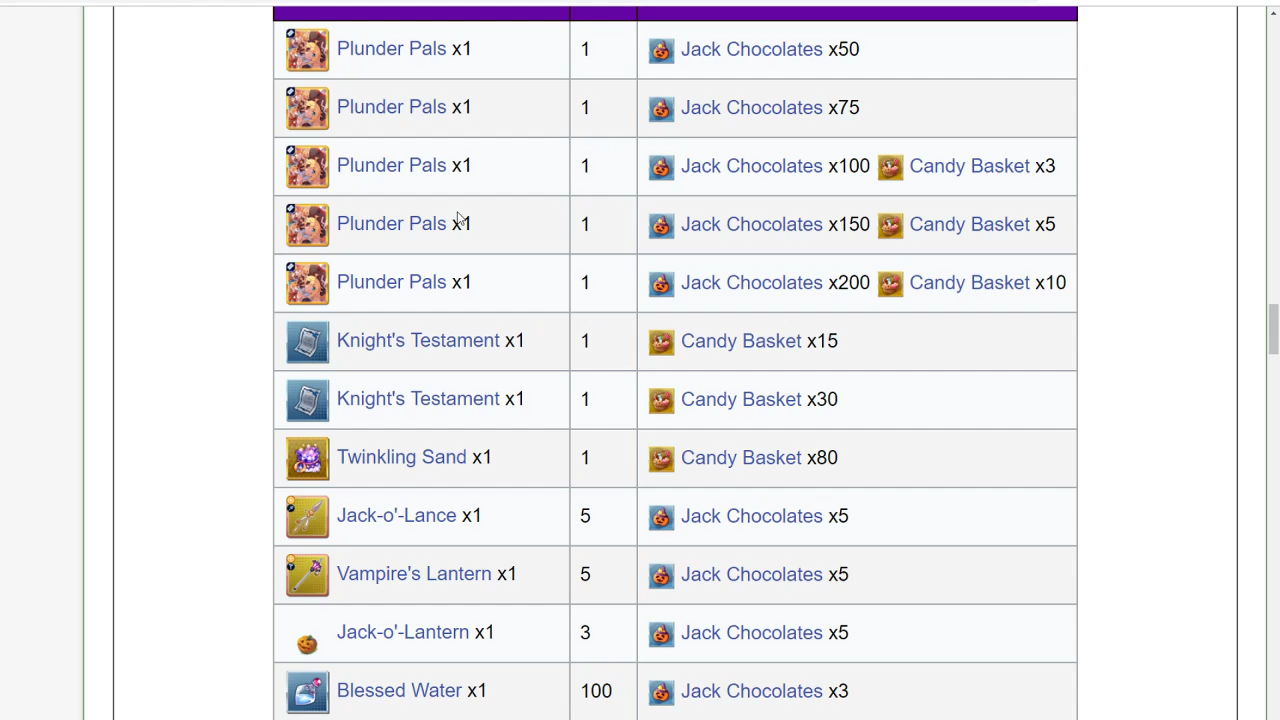 Plunder Pals x1 1 Jack Chocolates x50
Plunder Pals x1 1 Jack Chocolates x75
Plunder Pals x1 1 Jack Chocolates x100 Candy Basket x3
Plunder Pals x1 1 Jack Chocolates x150 Candy Basket x5
Plunder Pals x1 1 Jack Chocolates x200 Candy Basket x10
Knight's Testament x1 1 Candy Basket x15
Knight's Testament x1 1 Candy Basket x30
Twinkling Sand x1 1 Candy Basket x80
Jack-o'-Lance x1 5 Jack Chocolates x5
Vampire's Lantern x1 5 Jack Chocolates x5
Jack-o'-Lantern x1 3 Jack Chocolates x5
Blessed Water x1 100 Jack Chocolates x3